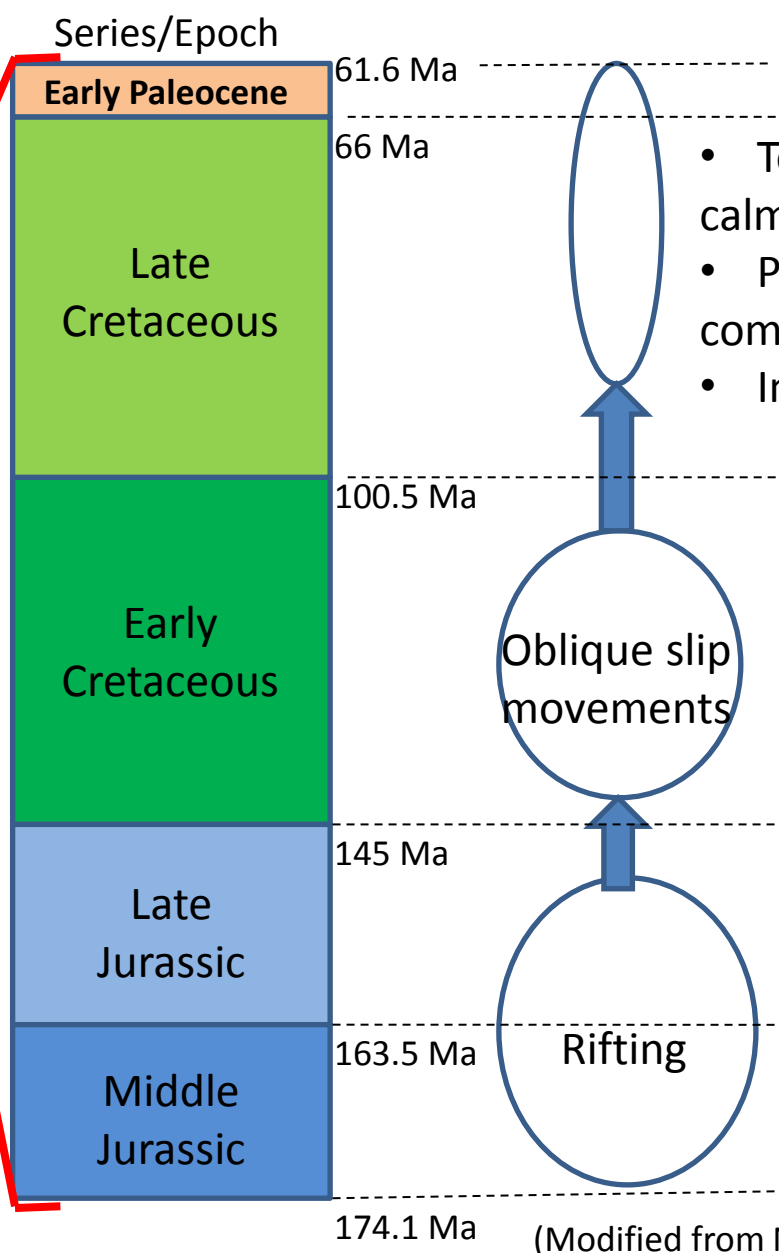 Series/Epoch
61.6 Ma
Early Paleocene
66 Ma
•
calm
•
Late
Cretaceous
•
100.5 Ma
Early
Cretaceous
Oblique slip
movements
145 Ma
Late
Jurassic
163.5 Ma
Rifting
Middle
Jurassic
174.1 Ma
(Modified from